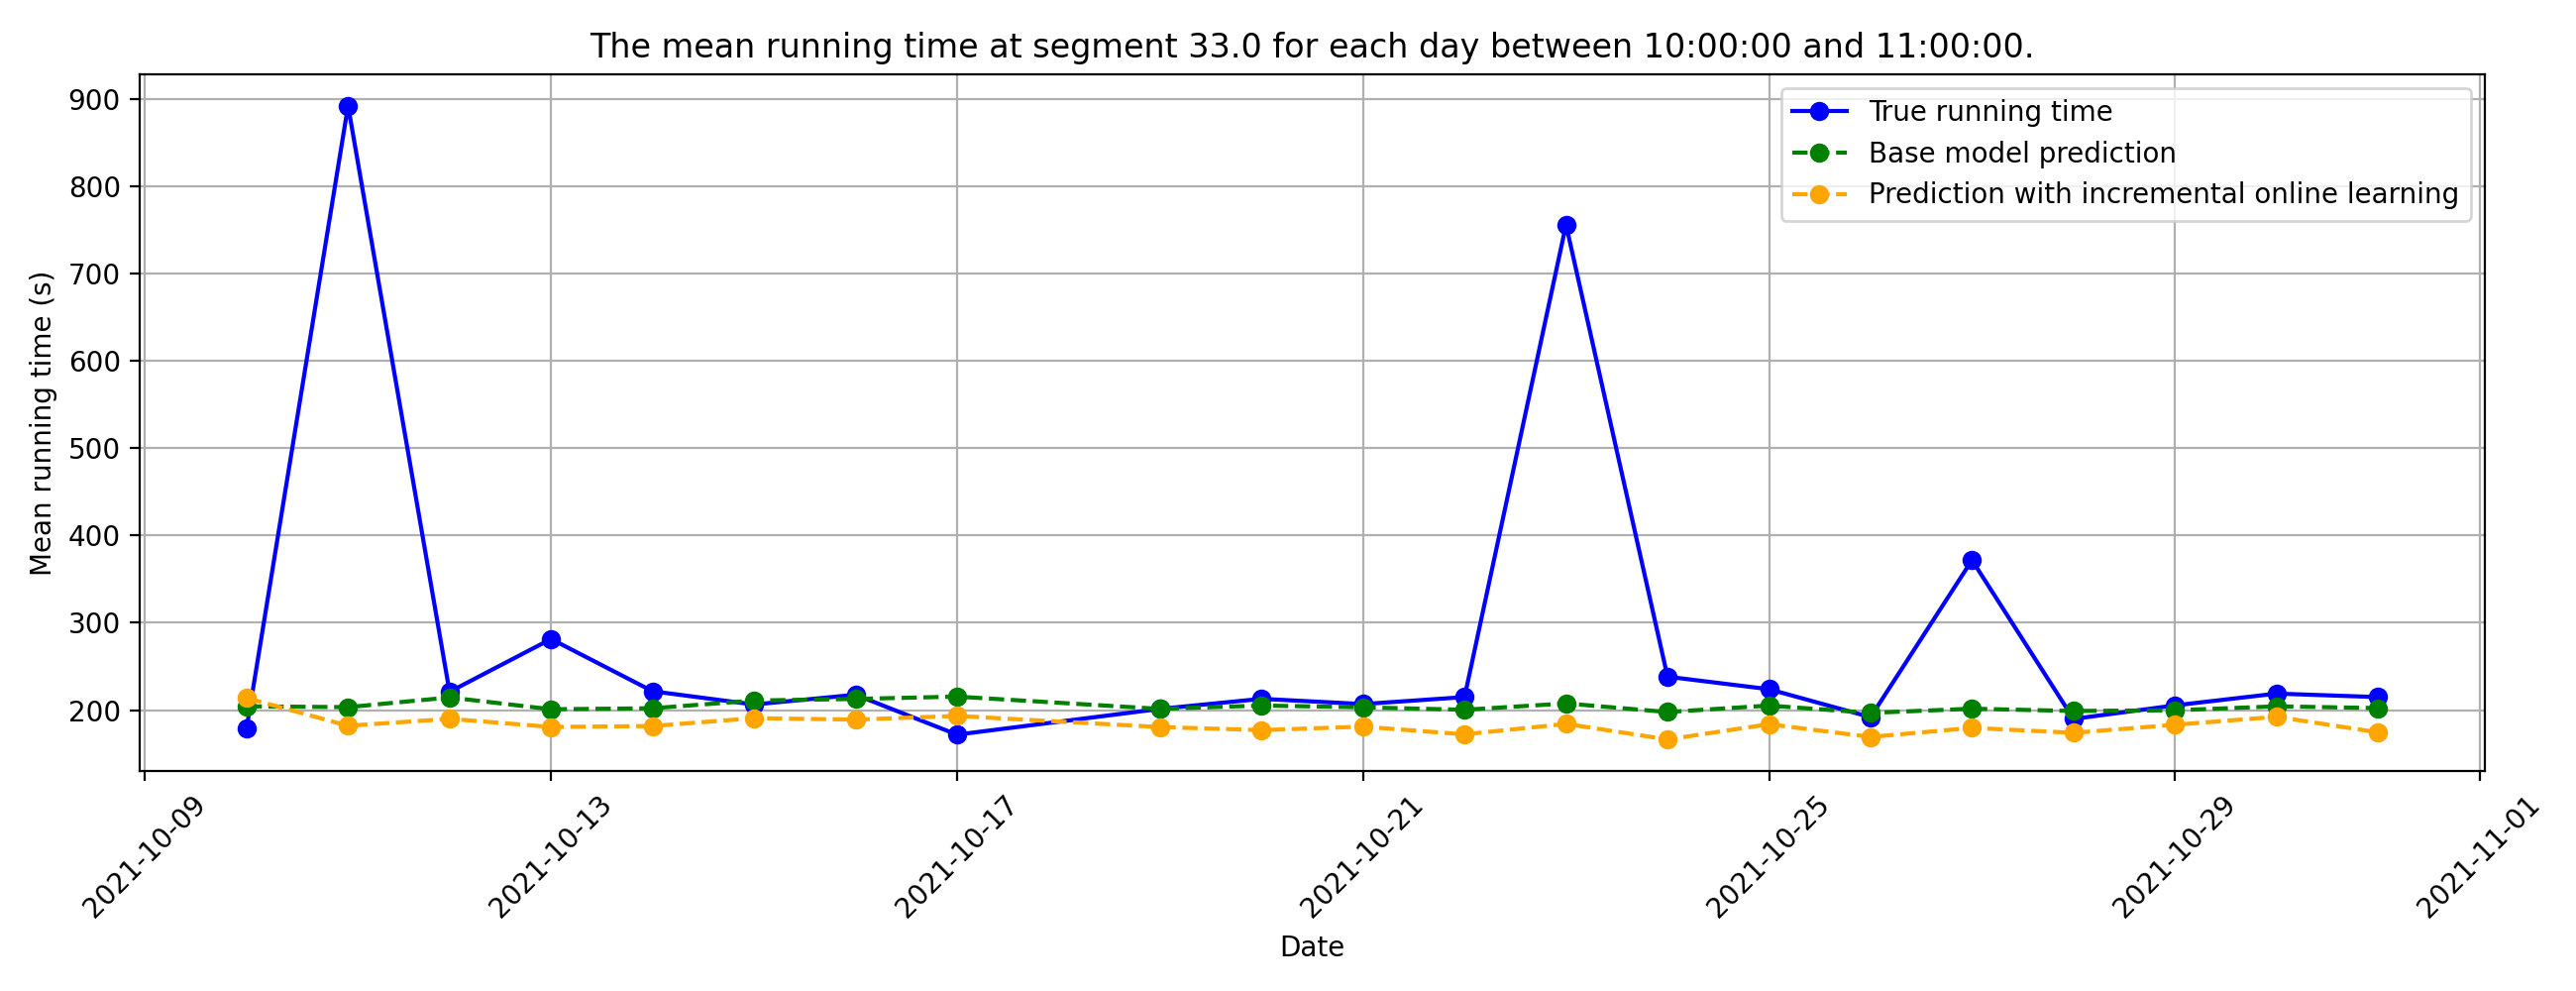 The mean running time at segment 33.0 for each day between 10:00:00 and 11:00:00.
True running time
Base model prediction
Prediction with incremental online learning
Mean running time (s)
900
800
700
600
500
400
300
200
2021-10-09
2021-10-13
2021-10-17
2021-10-21
2021-10-25
2021-10-29
2021-11-01
Date